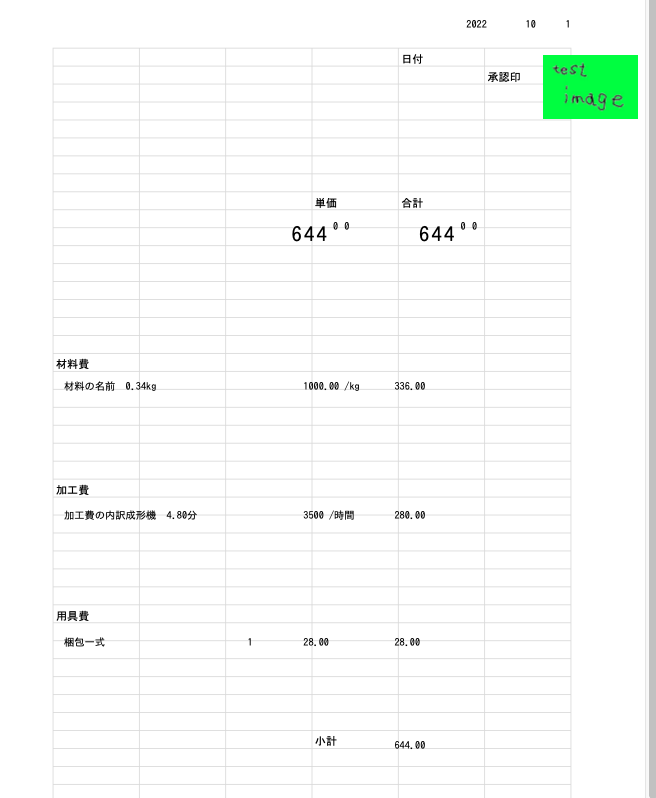 2022 10 1
日付
承認印
test
image
単価 合計
644 00 644 00
材料費
材料の名前 0.34kg 1000.00 /kg 336.00
加工費
加工費の内訳成形機 4.80分 3500 /時間 280.00
用具費
梱包一式 1 28.00 28.00
小計 644.00